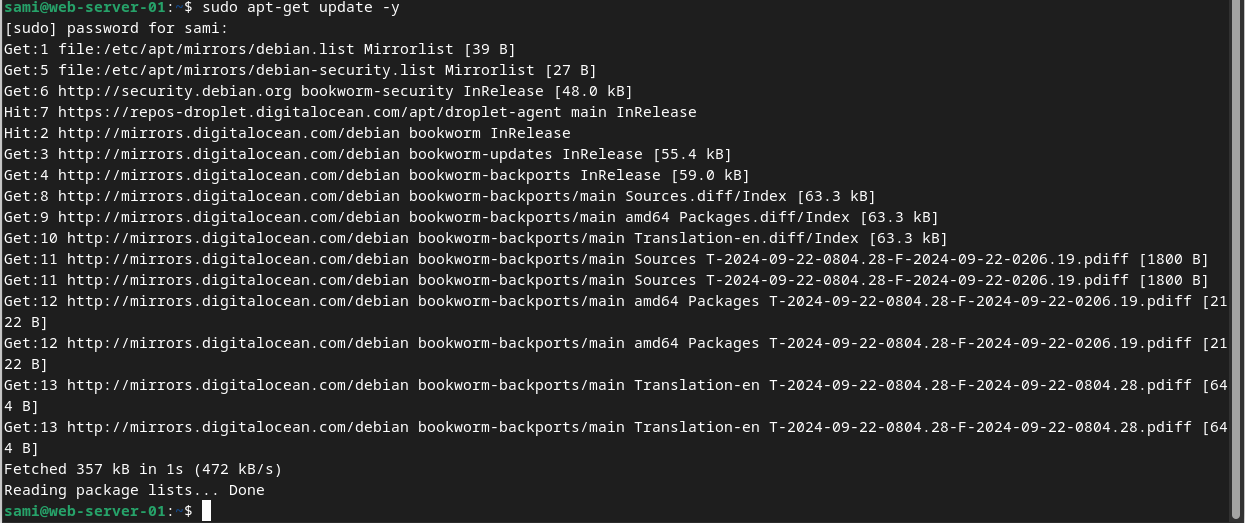 sami@web-server-01:~$ sudo apt-get update -y
[sudo] password for sami:
Get:1 file:/etc/apt/mirrors/debian.list Mirrorlist [39 B]
Get:5 file:/etc/apt/mirrors/debian-security.list Mirrorlist [27 B]
Get:6 http://security.debian.org bookworm-security InRelease [48.0 kB]
Hit:7 https://repos-droplet.digitalocean.com/apt/droplet-agent main InRelease
Hit:2 http://mirrors.digitalocean.com/debian bookworm InRelease
Get:3 http://mirrors.digitalocean.com/debian bookworm-updates InRelease [55.4 kB]
Get:4 http://mirrors.digitalocean.com/debian bookworm-backports InRelease [59.0 kB]
Get:8 http://mirrors.digitalocean.com/debian bookworm-backports/main Sources.diff/Index [63.3 kB]
Get:9 http://mirrors.digitalocean.com/debian bookworm-backports/main amd64 Packages.diff/Index [63.3 kB]
Get:10 http://mirrors.digitalocean.com/debian bookworm-backports/main Translation-en.diff/Index [63.3 kB]
Get:11 http://mirrors.digitalocean.com/debian bookworm-backports/main Sources T-2024-09-22-0804.28-F-2024-09-22-0206.19.pdiff [1800 B]
Get:11 http://mirrors.digitalocean.com/debian bookworm-backports/main Sources T-2024-09-22-0804.28-F-2024-09-22-0206.19.pdiff [1800 B]
Get:12 http://mirrors.digitalocean.com/debian bookworm-backports/main amd64 Packages T-2024-09-22-0804.28-F-2024-09-22-0206.19.pdiff [21
22 B]
Get:12 http://mirrors.digitalocean.com/debian bookworm-backports/main amd64 Packages T-2024-09-22-0804.28-F-2024-09-22-0206.19.pdiff [21
22 B]
Get:13 http://mirrors.digitalocean.com/debian bookworm-backports/main Translation-en T-2024-09-22-0804.28-F-2024-09-22-0804.28.pdiff [64
4 B]
Get:13 http://mirrors.digitalocean.com/debian bookworm-backports/main Translation-en T-2024-09-22-0804.28-F-2024-09-22-0804.28.pdiff [64
4 B]
Fetched 357 kB in 1s (472 kB/s)
Reading package lists... Done
sami@web-server-01:~$